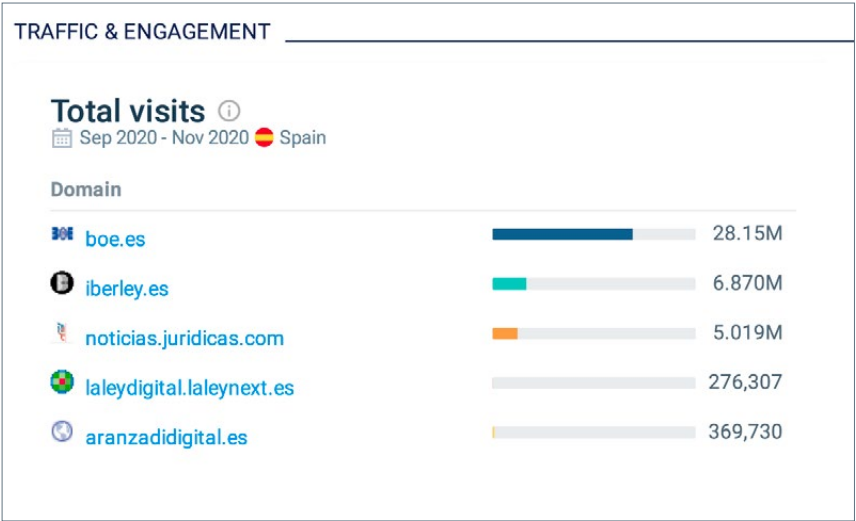 TRAFFIC & ENGAGEMENT
Total visits
Sep 2020 - Nov 2020 Spain
Domain
BOE boe.es 28.15M
iberley.es 6.870M
noticias.juridicas.com 5.019M
laleydigital.laleynext.es 276,307
aranzadidigital.es 369,730